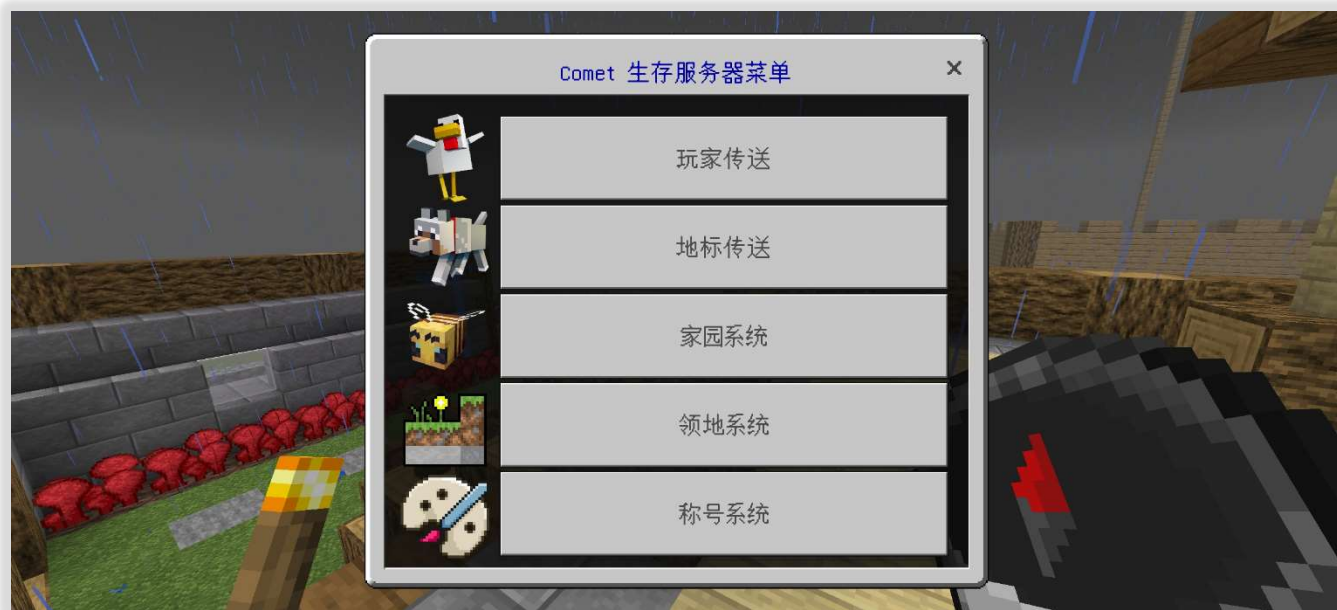 Comet 生存服务器菜单
玩家传送
地标传送
家园系统
领地系统
称号系统